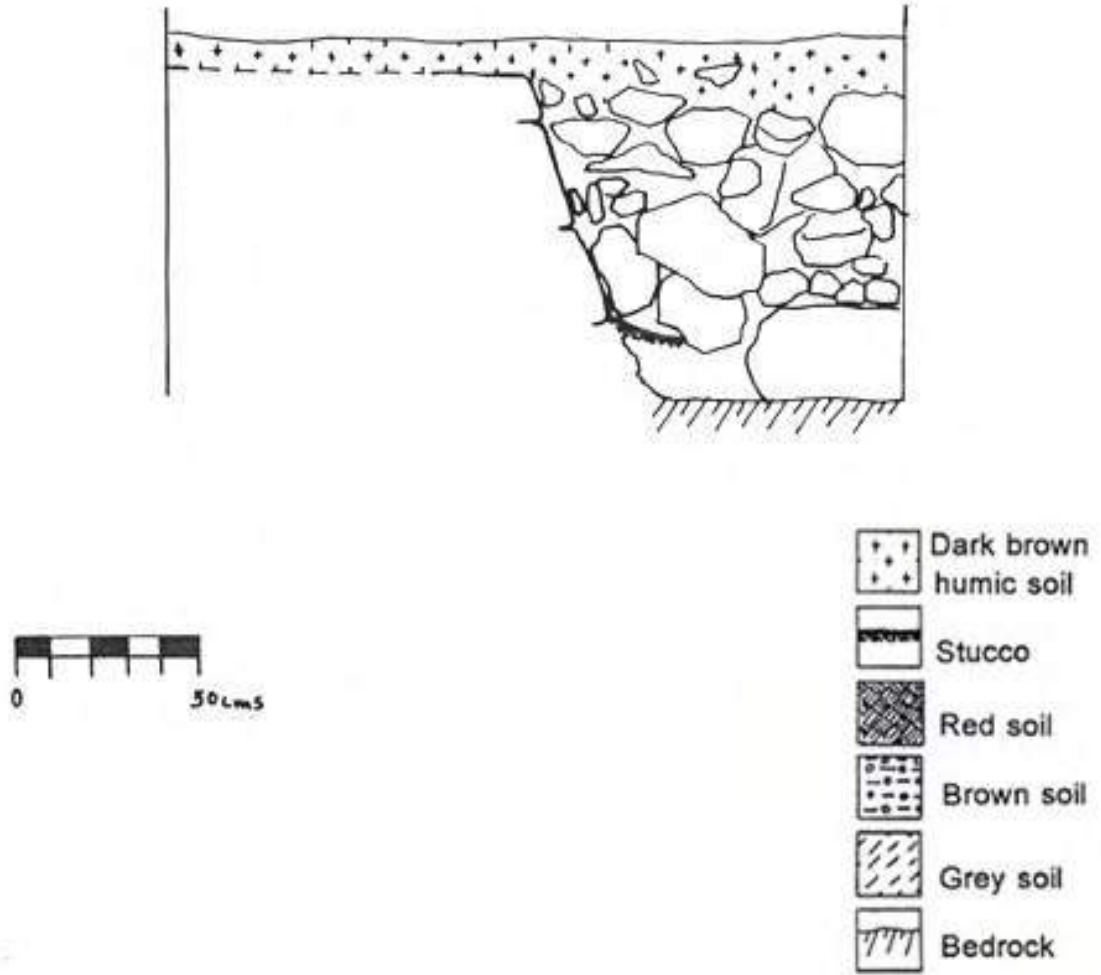 Dark brown
humic soil
Stucco
Red soil
Brown soil
Grey soil
Bedrock
0 50cms